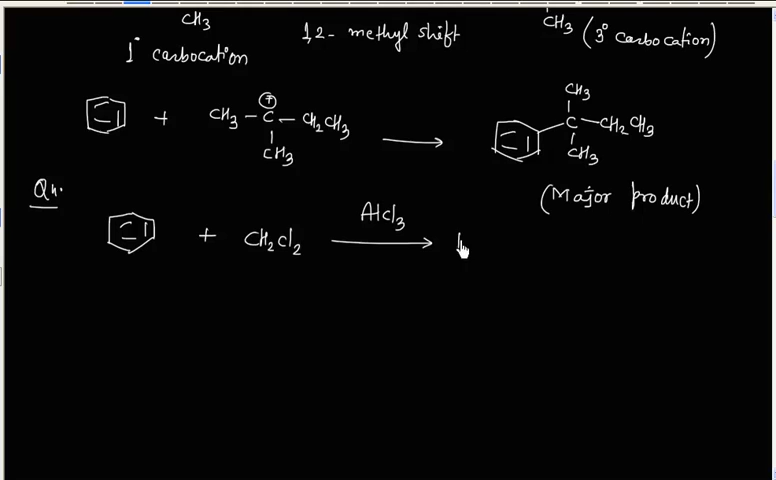 CH3 CH3 (3° carbocation)
1,2- methyl shift
1° carbocation
+ CH3 - C - CH2CH3 CH3
+ C - CH2CH3
CH3 CH3
(Major product)
Qn.
+ CH2Cl2 AlCl3